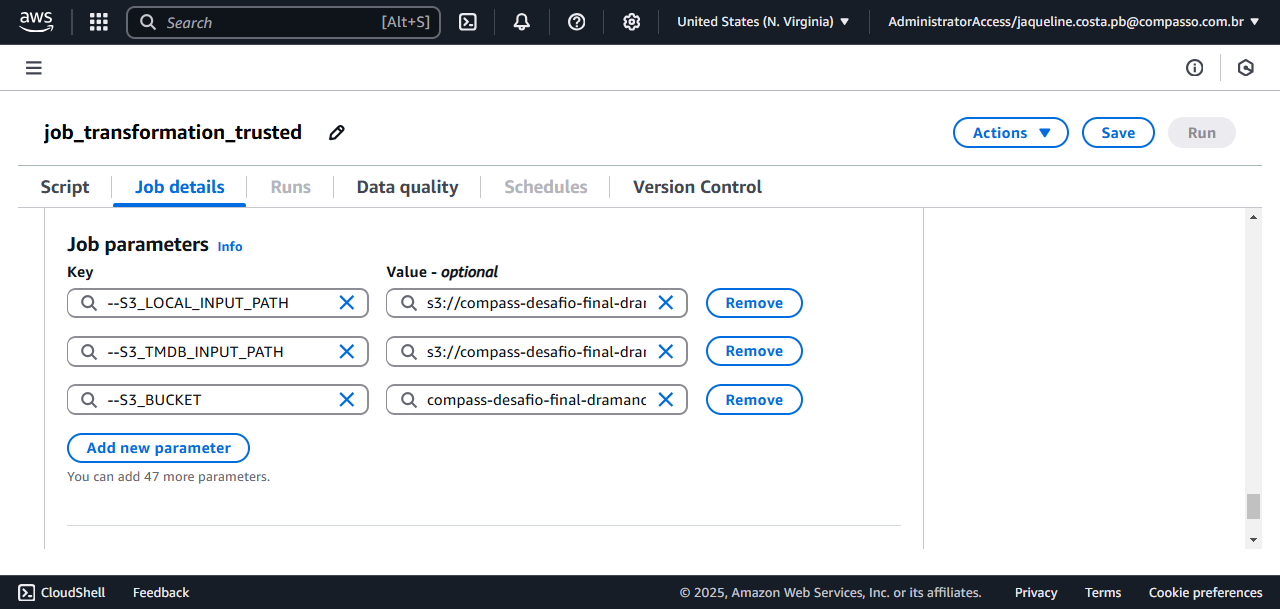 aws Search [Alt+S] United States (N. Virginia) AdministratorAccess/jaqueline.costa.pb@compasso.com.br
job_transformation_trusted Actions Save Run
Script Job details Runs Data quality Schedules Version Control
Job parameters Info
Key Value - optional
--S3_LOCAL_INPUT_PATH s3://compass-desafio-final-drar Remove
--S3_TMDB_INPUT_PATH s3://compass-desafio-final-drar Remove
--S3_BUCKET compass-desafio-final-dramanc Remove
Add new parameter
You can add 47 more parameters.
CloudShell Feedback © 2025, Amazon Web Services, Inc. or its affiliates. Privacy Terms Cookie preferences